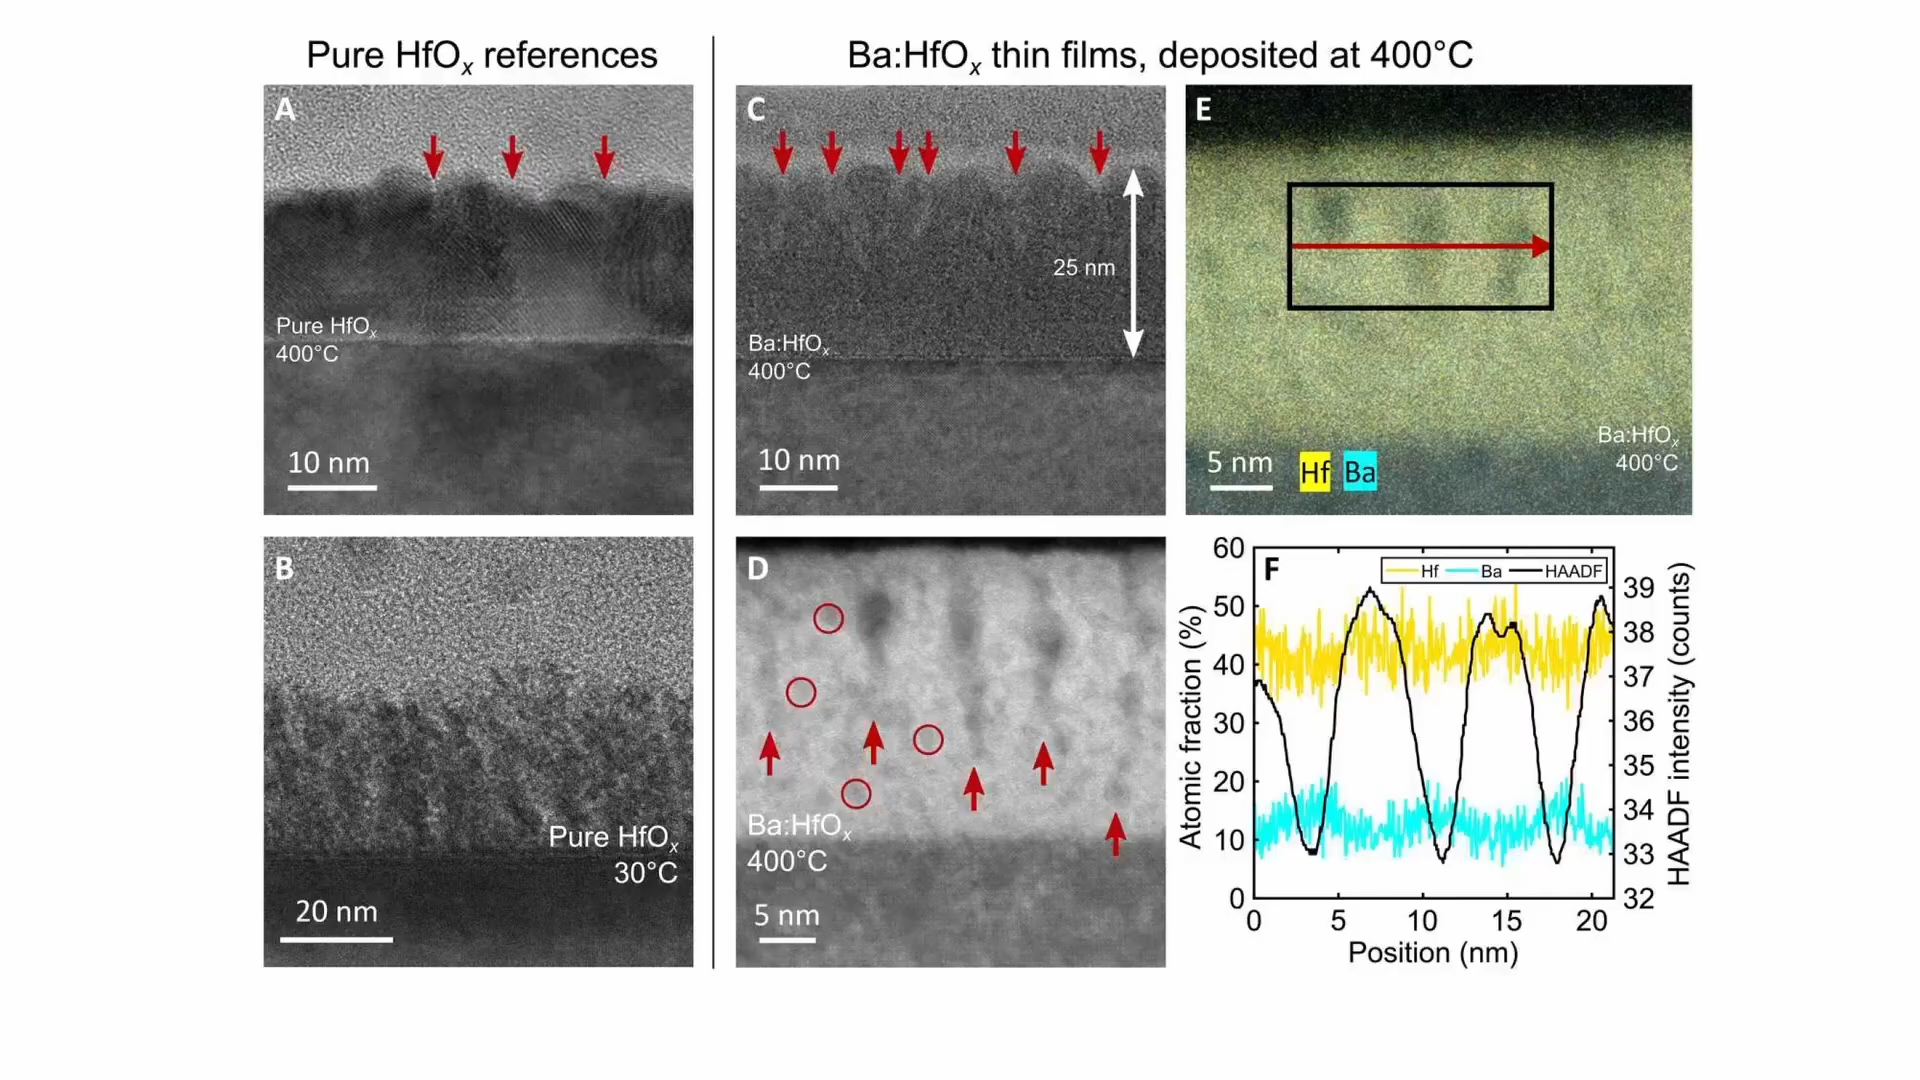 Pure HfOx references
Ba:HfOx thin films, deposited at 400°C
A
Pure HfOx
400°C
10 nm
B
Pure HfOx
30°C
20 nm
C
25 nm
Ba:HfOx
400°C
10 nm
D
Ba:HfOx
400°C
5 nm
E
Ba:HfOx
400°C
5 nm Hf Ba
F
Hf Ba HAADF
Atomic fraction (%)
60
50
40
30
20
10
0
0 5 10 15 20
Position (nm)
39
38
37
36
35
34
33
32
HAADF intensity (counts)